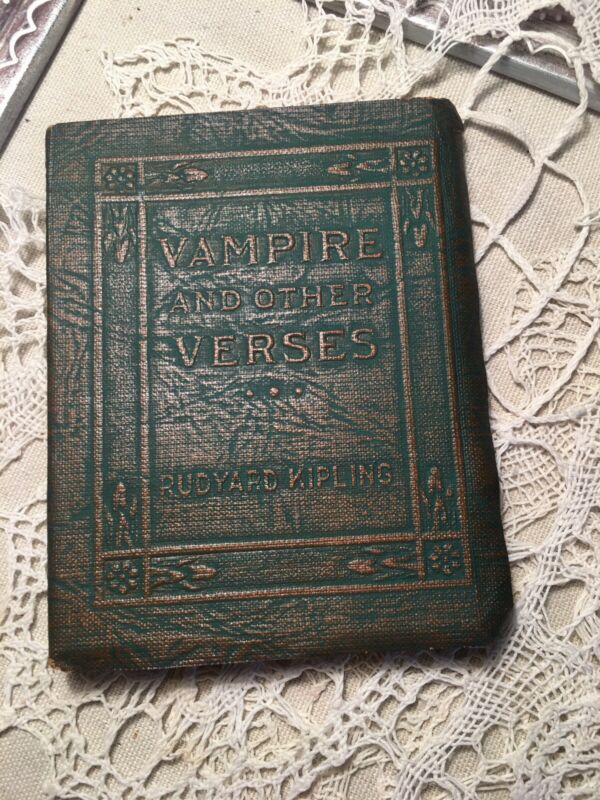 VAMPIRE
AND OTHER
VERSES
RUDYARD KIPLING